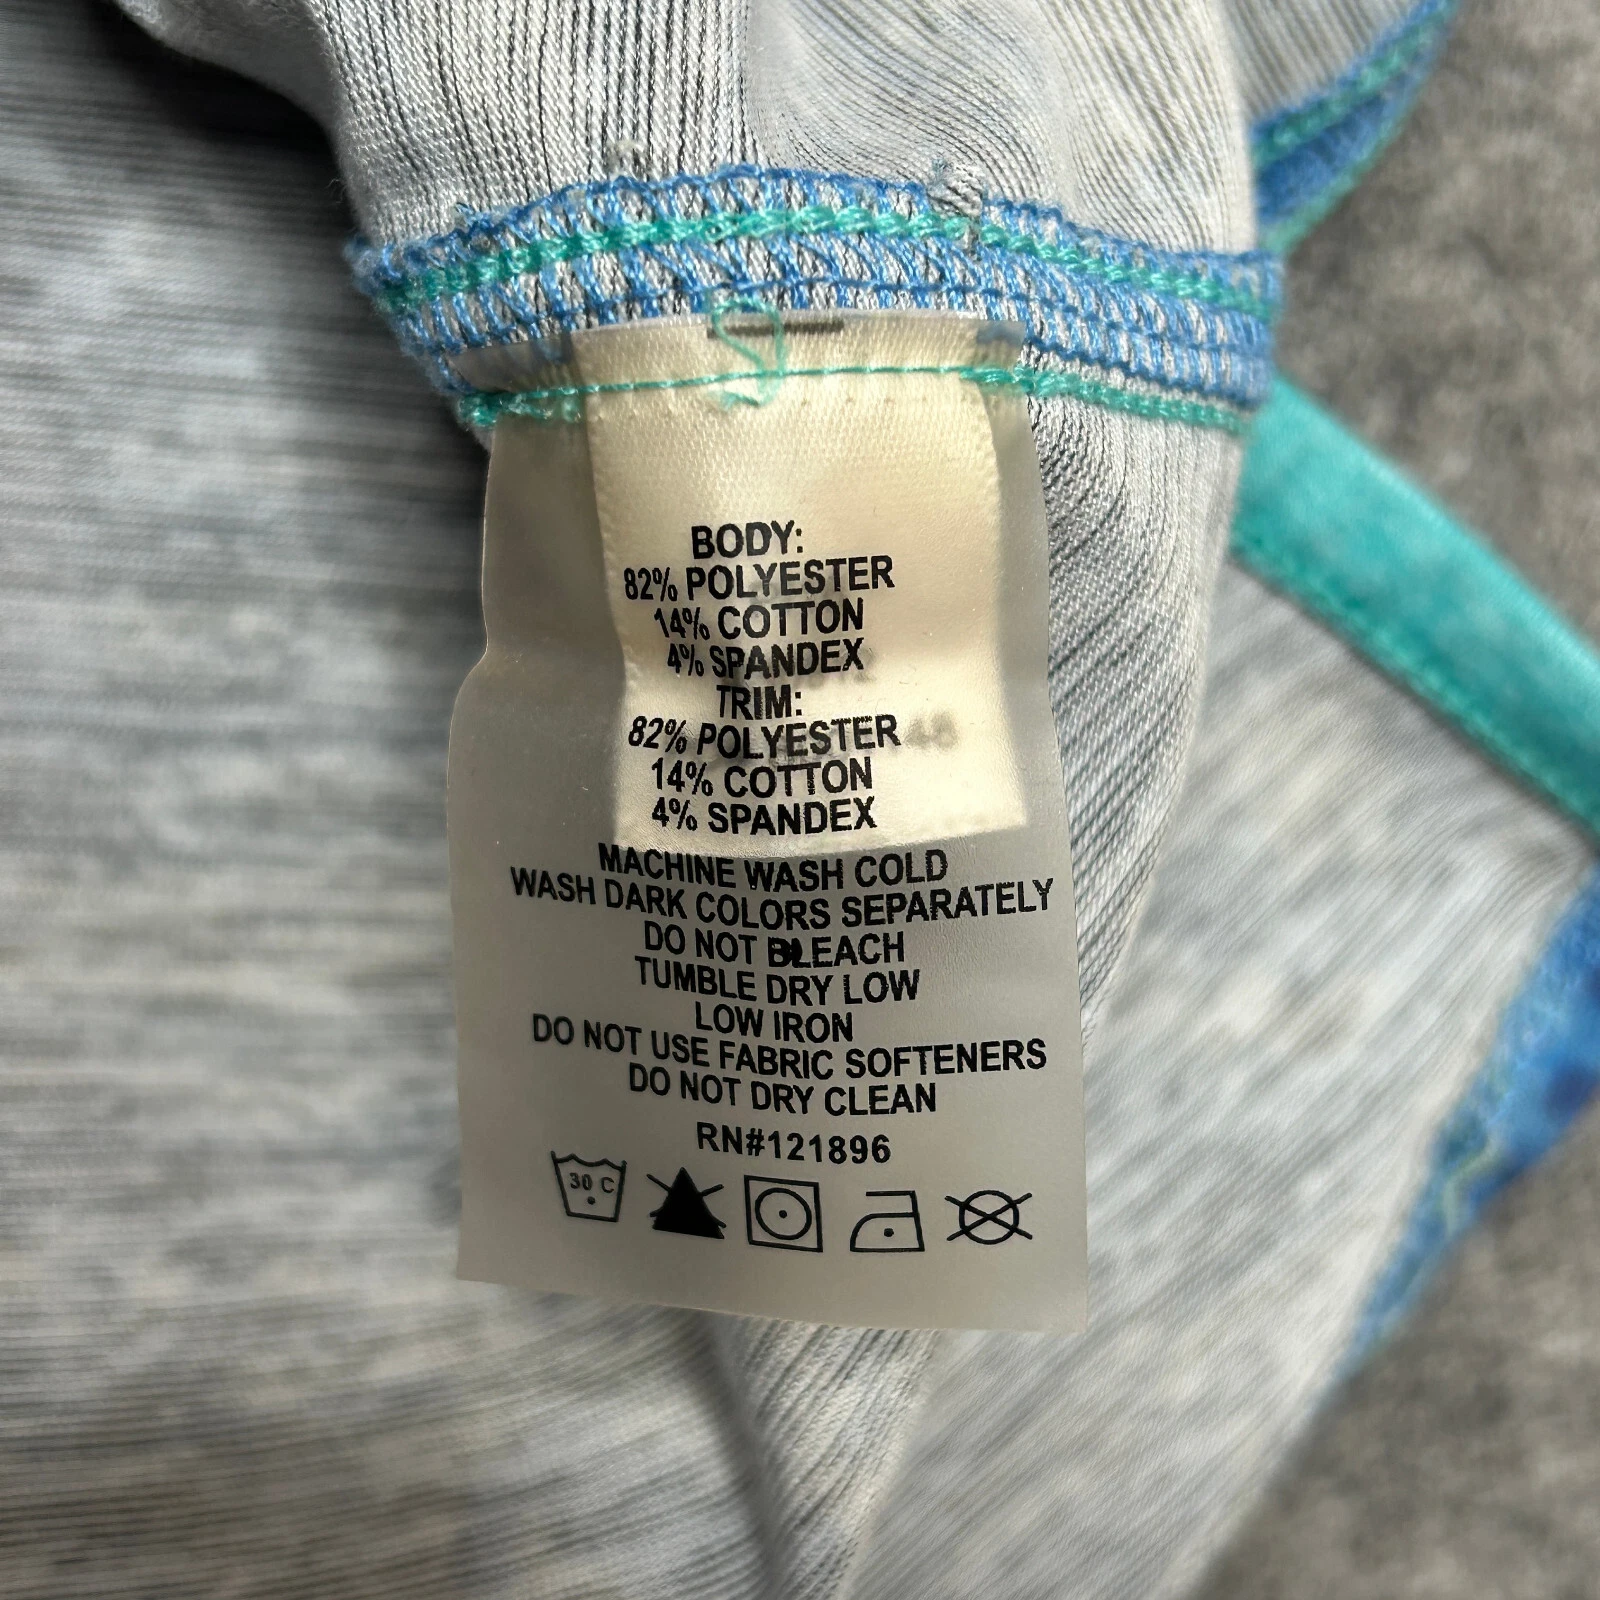 BODY:
82% POLYESTER
14% COTTON
4% SPANDEX
TRIM:
82% POLYESTER
14% COTTON
4% SPANDEX
MACHINE WASH COLD
WASH DARK COLORS SEPARATELY
DO NOT BLEACH
TUMBLE DRY LOW
LOW IRON
DO NOT USE FABRIC SOFTENERS
DO NOT DRY CLEAN
RN#121896
30 C